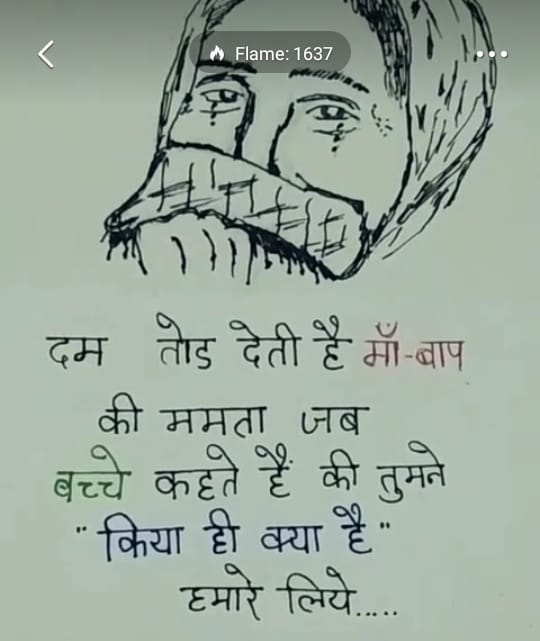 Flame: 1637
दम तोड देती है माँ-बाप
की ममता जब
बच्चे कहते हैं की तुमने
"किया ही क्या है"
हमारे लिये.....